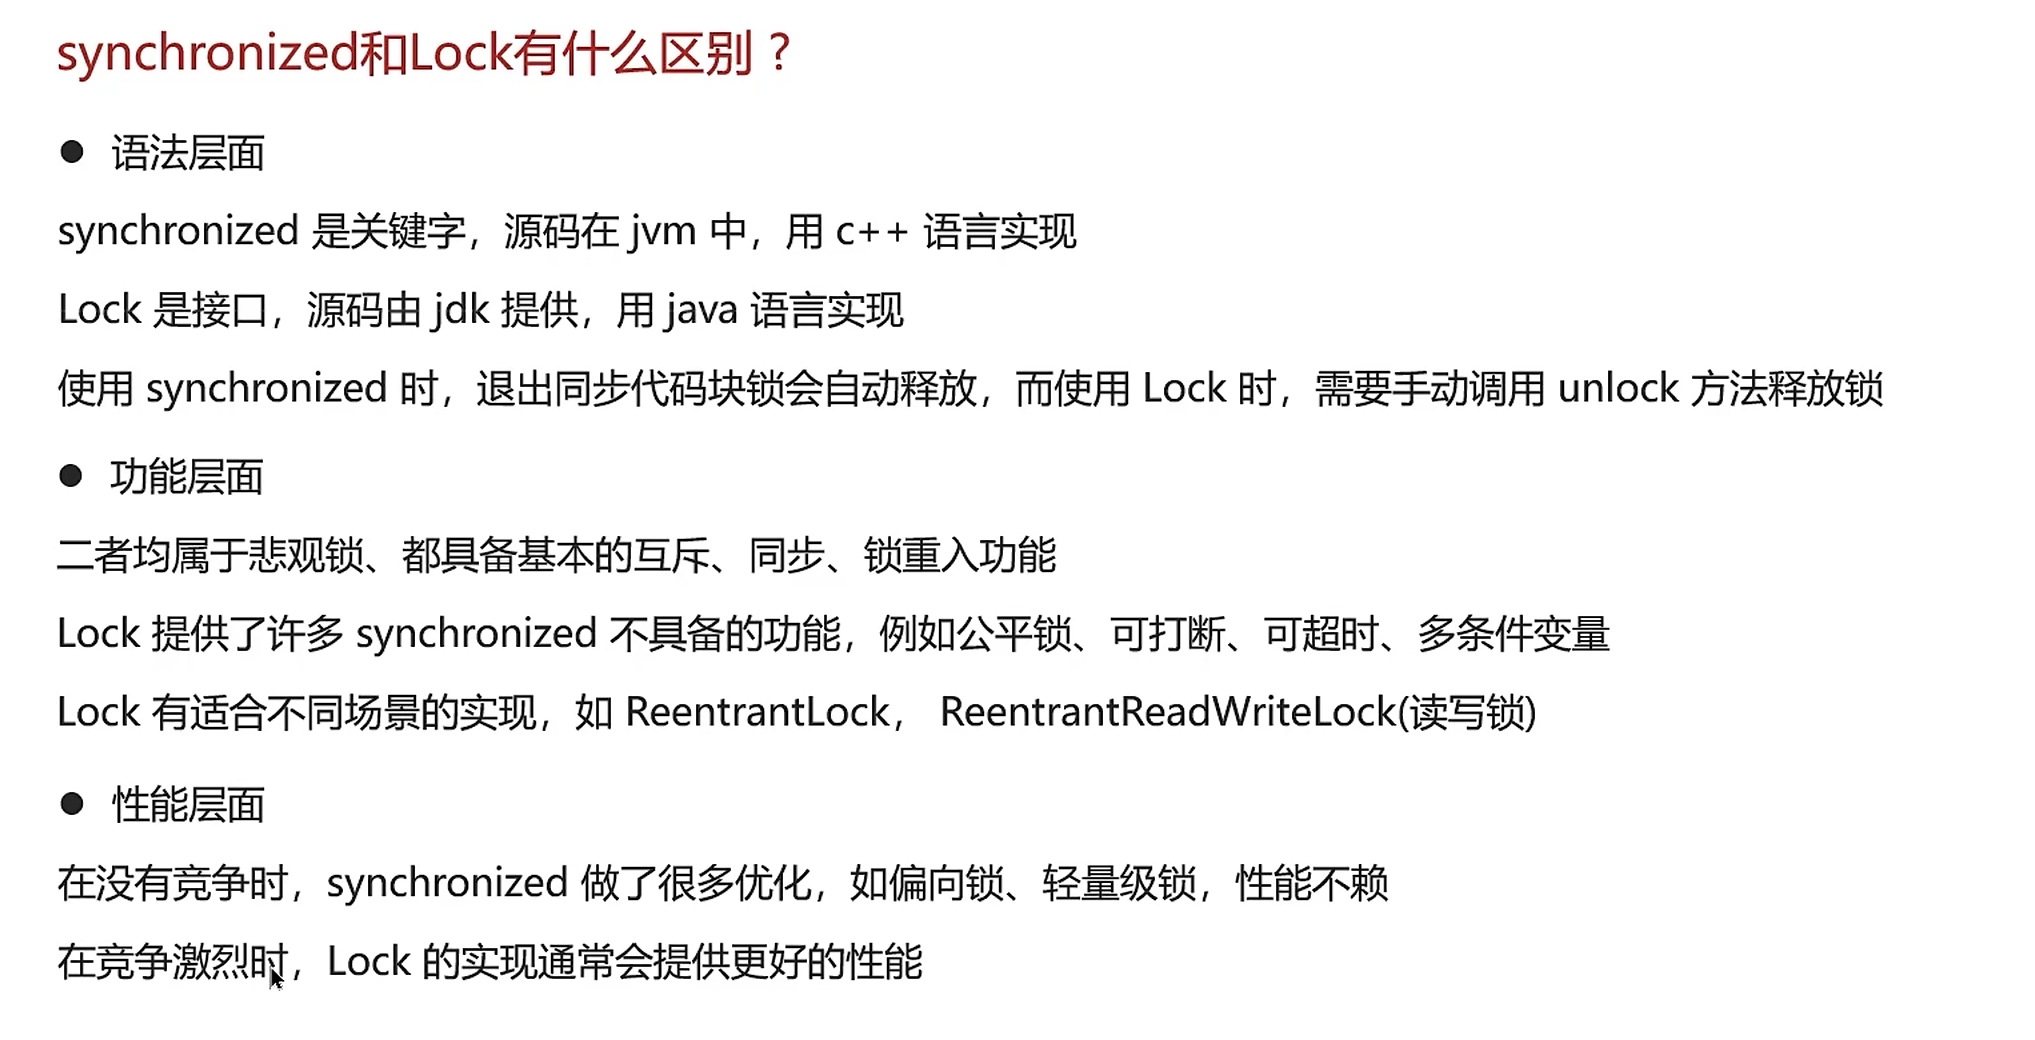 synchronized和Lock有什么区别？
● 语法层面
synchronized 是关键字，源码在 jvm 中，用 c++ 语言实现
Lock 是接口，源码由 jdk 提供，用 java 语言实现
使用 synchronized 时，退出同步代码块锁会自动释放，而使用 Lock 时，需要手动调用 unlock 方法释放锁
● 功能层面
二者均属于悲观锁、都具备基本的互斥、同步、锁重入功能
Lock 提供了许多 synchronized 不具备的功能，例如公平锁、可打断、可超时、多条件变量
Lock 有适合不同场景的实现，如 ReentrantLock， ReentrantReadWriteLock(读写锁)
● 性能层面
在没有竞争时，synchronized 做了很多优化，如偏向锁、轻量级锁，性能不赖
在竞争激烈时，Lock 的实现通常会提供更好的性能